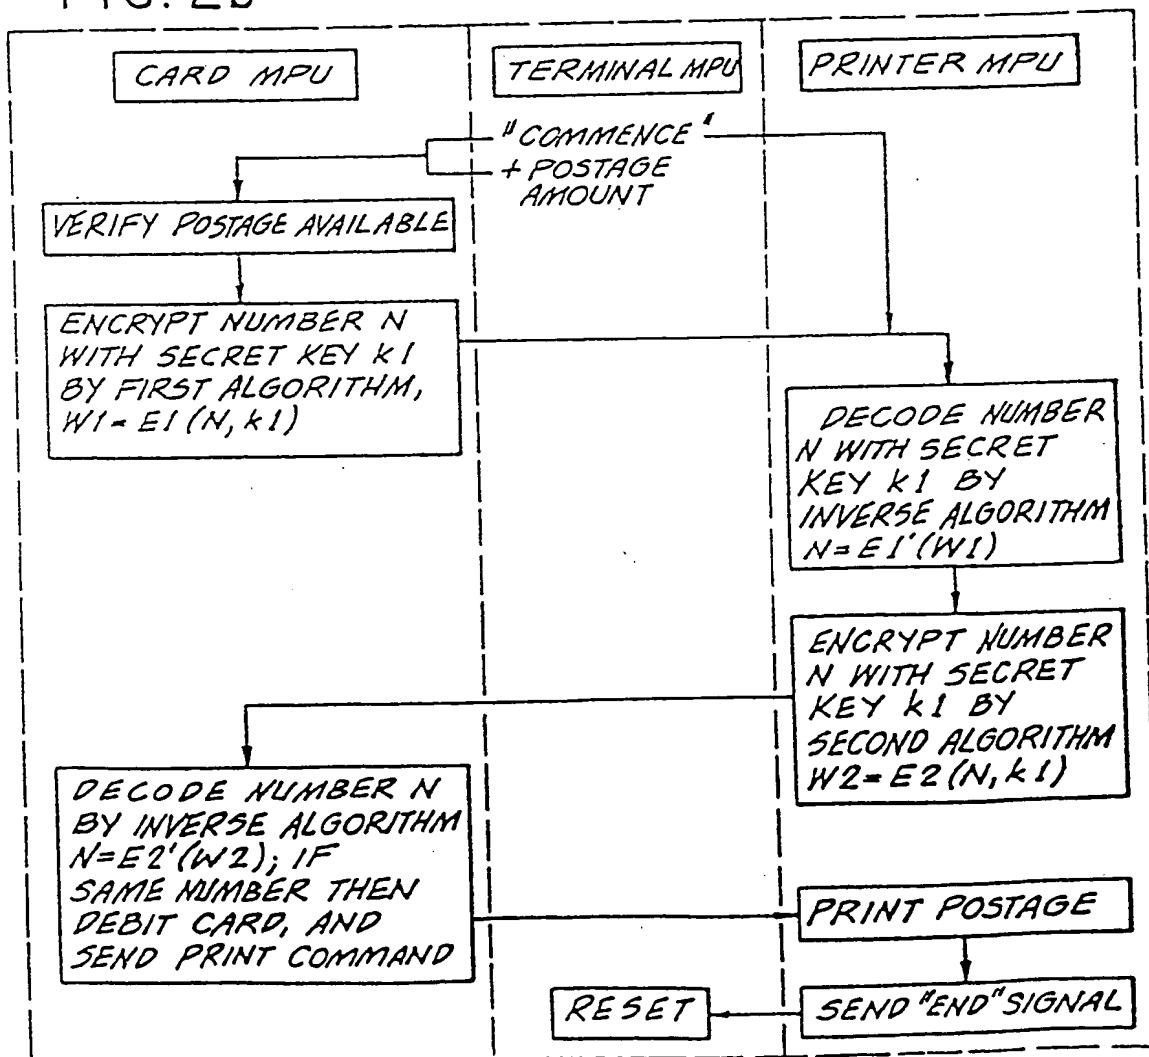 FIG. 2b
CARD MPU
TERMINAL MPU
PRINTER MPU
"COMMENCE"
+ POSTAGE
AMOUNT
VERIFY POSTAGE AVAILABLE
ENCRYPT NUMBER N
WITH SECRET KEY k1
BY FIRST ALGORITHM,
W1=E1(N,k1)
DECODE NUMBER
N WITH SECRET
KEY k1 BY
INVERSE ALGORITHM
N=E1'(W1)
ENCRYPT NUMBER
N WITH SECRET
KEY k1 BY
SECOND ALGORITHM
W2=E2(N,k1)
DECODE NUMBER N
BY INVERSE ALGORITHM
N=E2'(W2); IF
SAME NUMBER THEN
DEBIT CARD, AND
SEND PRINT COMMAND
PRINT POSTAGE
SEND "END" SIGNAL
RESET